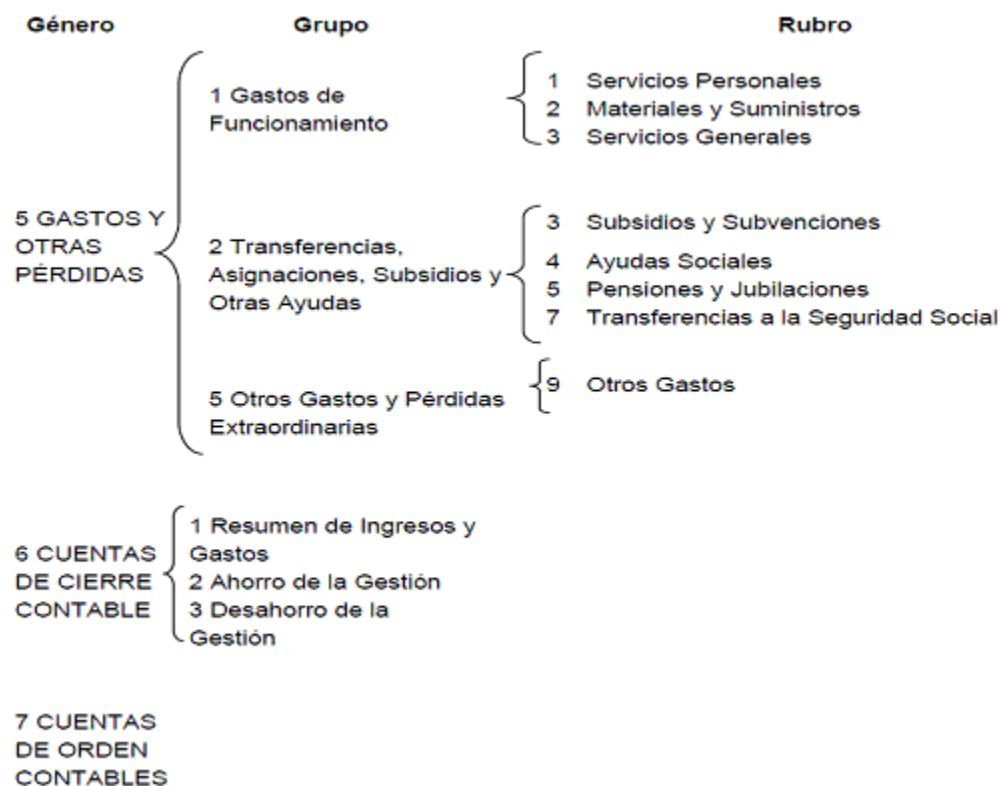 Género Grupo Rubro
1 Gastos de
Funcionamiento
1 Servicios Personales
2 Materiales y Suministros
3 Servicios Generales
5 GASTOS Y
OTRAS
PÉRDIDAS
2 Transferencias,
Asignaciones, Subsidios y
Otras Ayudas
3 Subsidios y Subvenciones
4 Ayudas Sociales
5 Pensiones y Jubilaciones
7 Transferencias a la Seguridad Social
5 Otros Gastos y Pérdidas
Extraordinarias
9 Otros Gastos
6 CUENTAS
DE CIERRE
CONTABLE
1 Resumen de Ingresos y
Gastos
2 Ahorro de la Gestión
3 Desahorro de la
Gestión
7 CUENTAS
DE ORDEN
CONTABLES